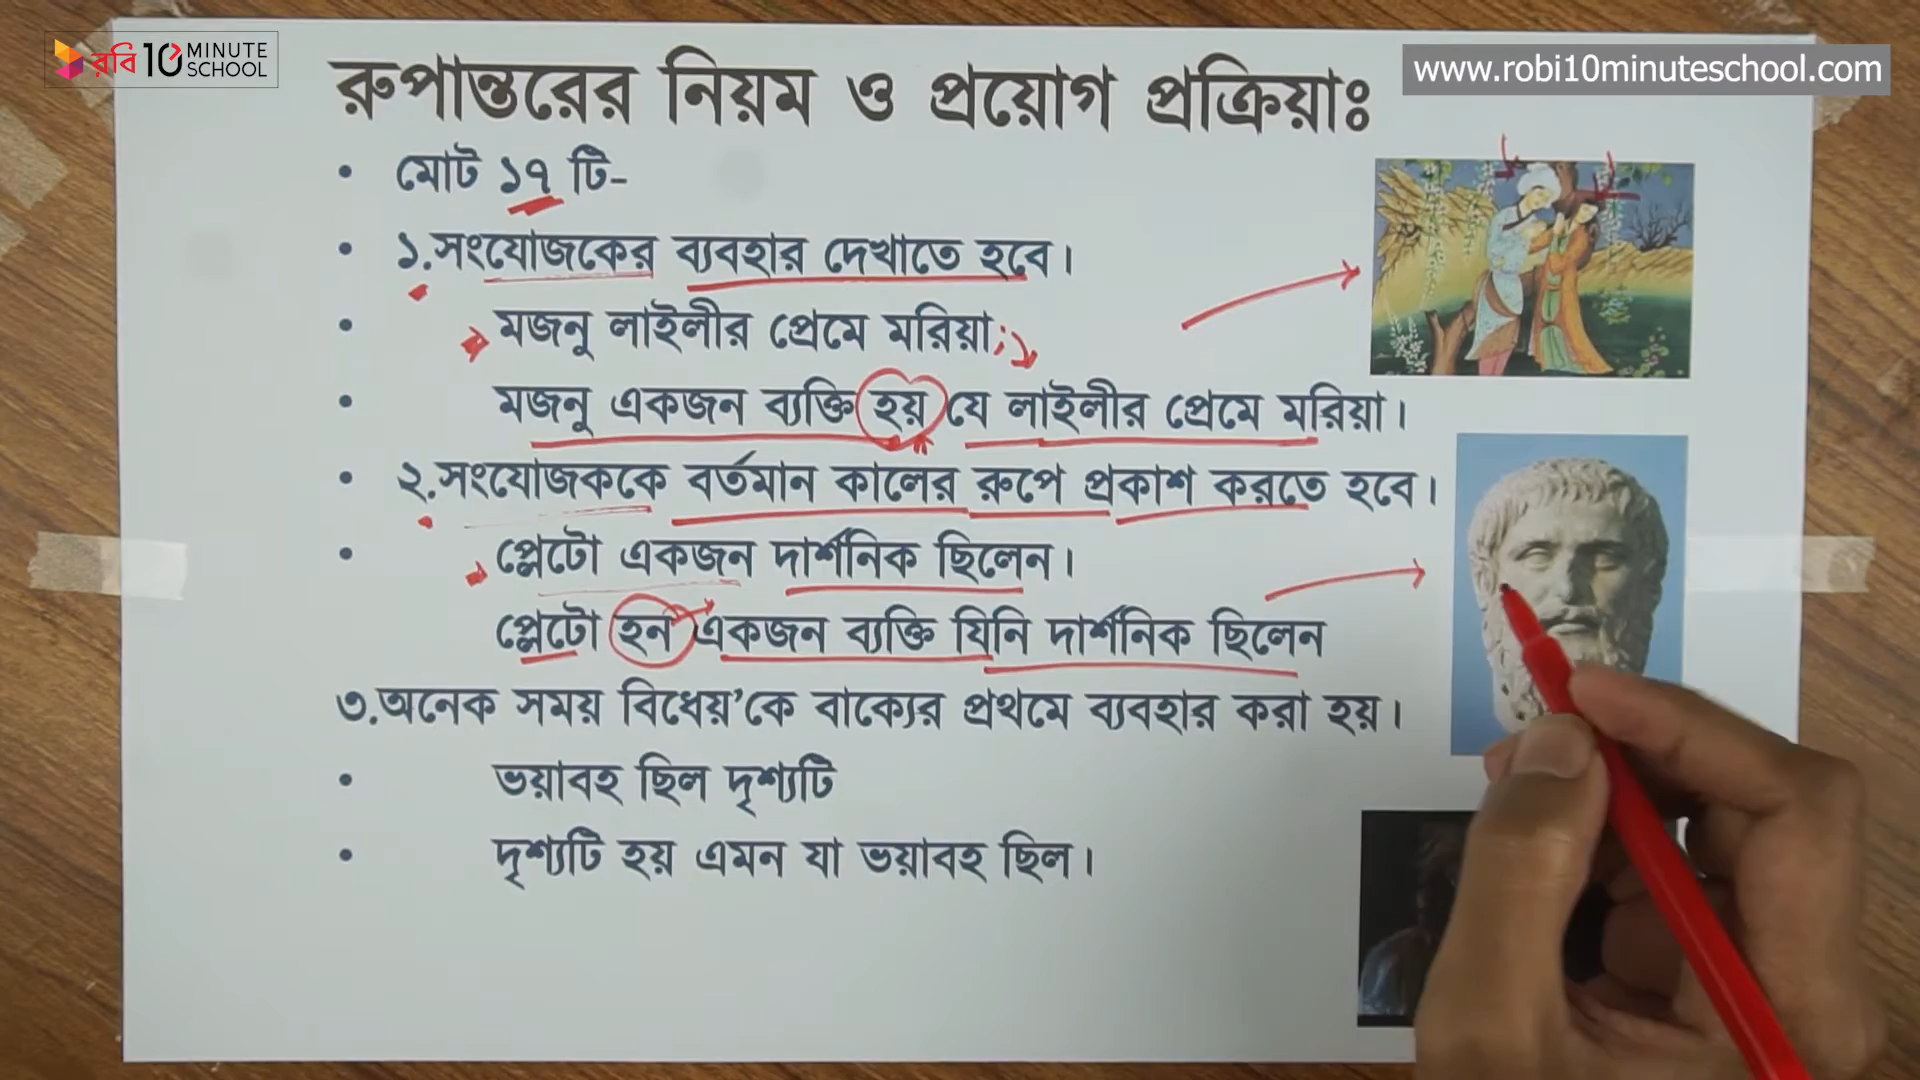 রবি 10 MINUTE SCHOOL
www.robi10minuteschool.com
রুপান্তরের নিয়ম ও প্রয়োগ প্রক্রিয়াঃ
• মোট ১৭ টি-
• ১.সংযোজকের ব্যবহার দেখাতে হবে।
• মজনু লাইলীর প্রেমে মরিয়া;
• মজনু একজন ব্যক্তি হয় যে লাইলীর প্রেমে মরিয়া।
• ২.সংযোজককে বর্তমান কালের রুপে প্রকাশ করতে হবে।
• প্লেটো একজন দার্শনিক ছিলেন।
প্লেটো হন একজন ব্যক্তি যিনি দার্শনিক ছিলেন
৩.অনেক সময় বিধেয়'কে বাক্যের প্রথমে ব্যবহার করা হয়।
• ভয়াবহ ছিল দৃশ্যটি
• দৃশ্যটি হয় এমন যা ভয়াবহ ছিল।